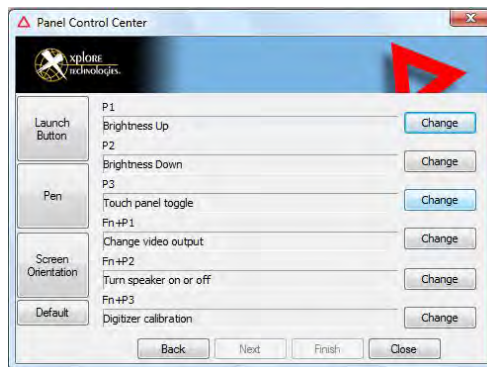 Panel Control Center
xplore
technologies.
Launch
Button
Pen
Screen
Orientation
Default
P1
Brightness Up
Change
P2
Brightness Down
Change
P3
Touch panel toggle
Change
Fn+P1
Change video output
Change
Fn+P2
Turn speaker on or off
Change
Fn+P3
Digitizer calibration
Change
Back
Next
Finish
Close